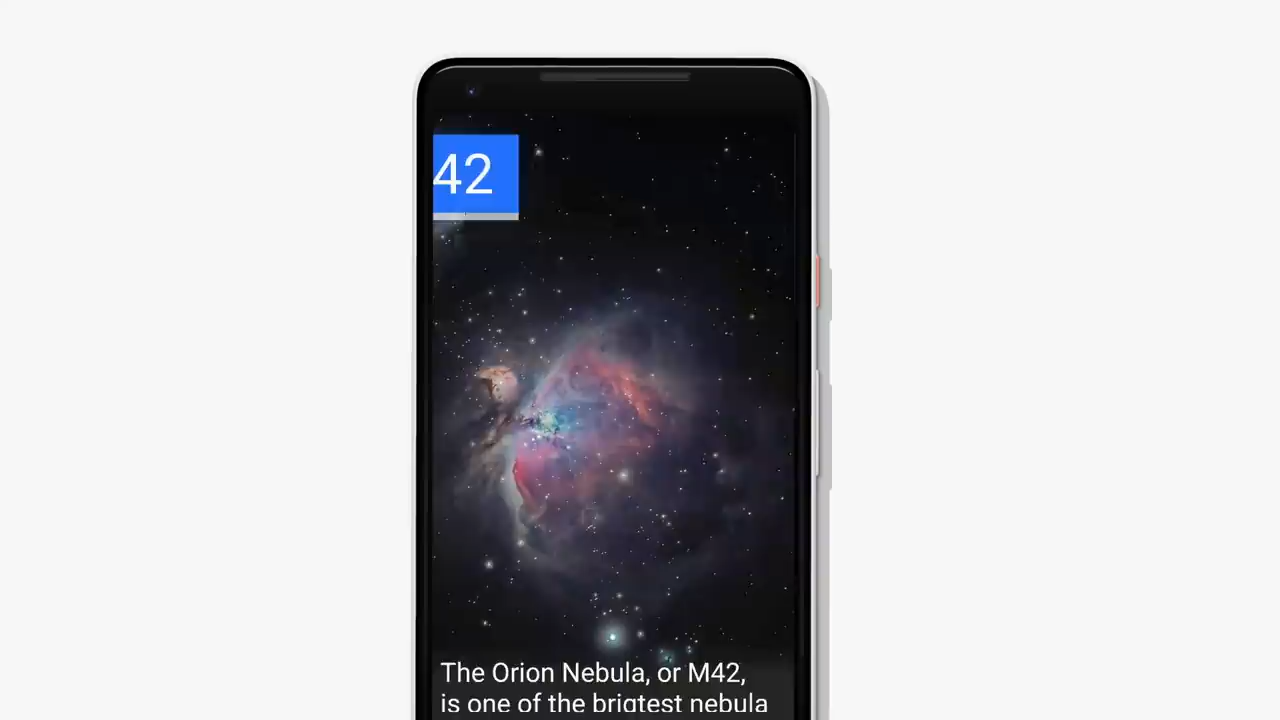 42
The Orion Nebula, or M42,
is one of the brigtest nebula